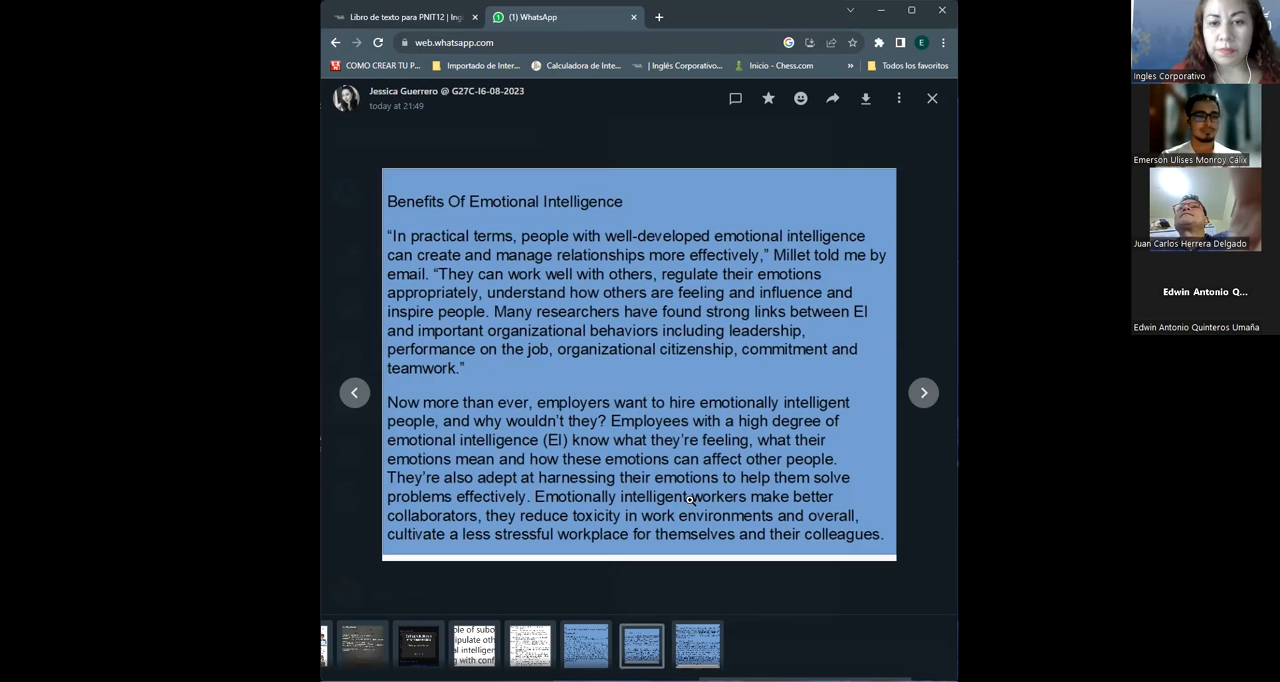 Libro de texto para PNIT12 | Ing
(1) WhatsApp
web.whatsapp.com
E
COMO CREAR TU P...
Importado de Inter...
Calculadora de Inte...
| Inglés Corporativo...
Inicio - Chess.com
»
Todos los favoritos
Jessica Guerrero @ G27C-I6-08-2023
today at 21:49
Benefits Of Emotional Intelligence
“In practical terms, people with well-developed emotional intelligence
can create and manage relationships more effectively,” Millet told me by
email. “They can work well with others, regulate their emotions
appropriately, understand how others are feeling and influence and
inspire people. Many researchers have found strong links between EI
and important organizational behaviors including leadership,
performance on the job, organizational citizenship, commitment and
teamwork.”
Now more than ever, employers want to hire emotionally intelligent
people, and why wouldn’t they? Employees with a high degree of
emotional intelligence (EI) know what they’re feeling, what their
emotions mean and how these emotions can affect other people.
They’re also adept at harnessing their emotions to help them solve
problems effectively. Emotionally intelligent workers make better
collaborators, they reduce toxicity in work environments and overall,
cultivate a less stressful workplace for themselves and their colleagues.
ole of subo
ipulate oth
al intelligen
g with conf
Ingles Corporativo
Emerson Ulises Monroy Cálix
Juan Carlos Herrera Delgado
Edwin Antonio Q...
Edwin Antonio Quinteros Umaña